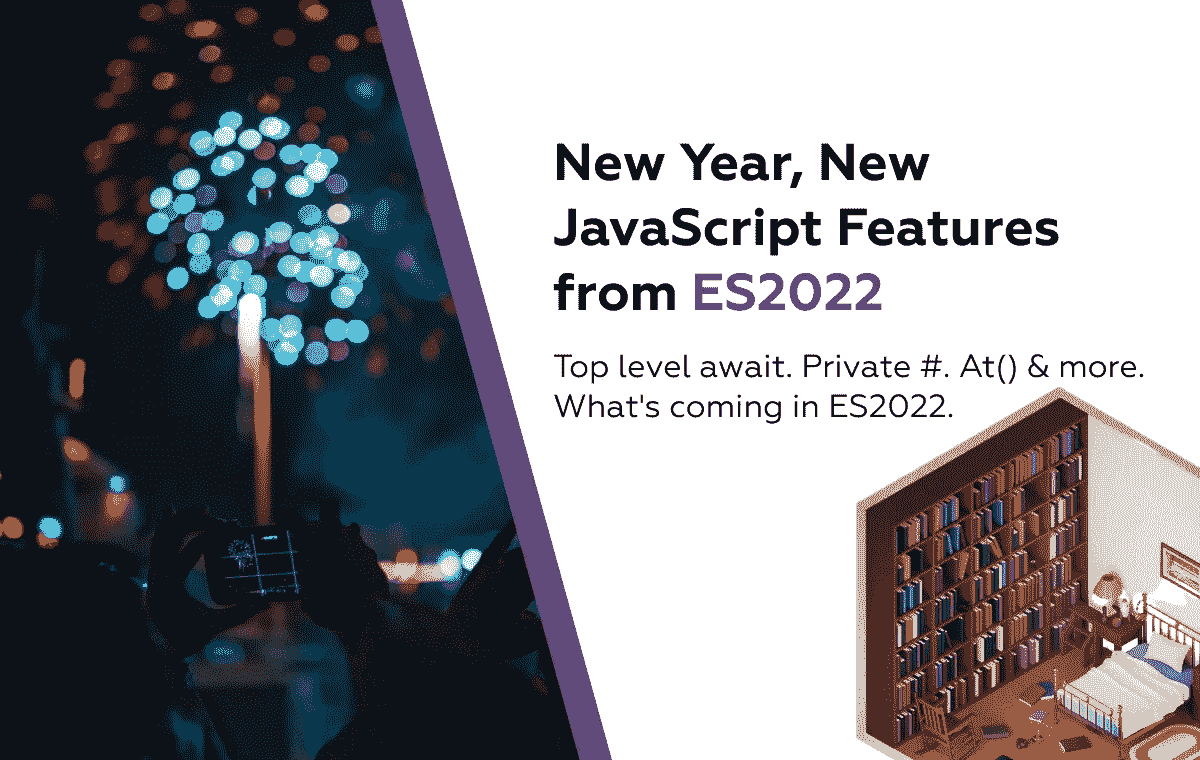 New Year, New
JavaScript Features
from ES2022
Top level await. Private #. At() & more.
What's coming in ES2022.